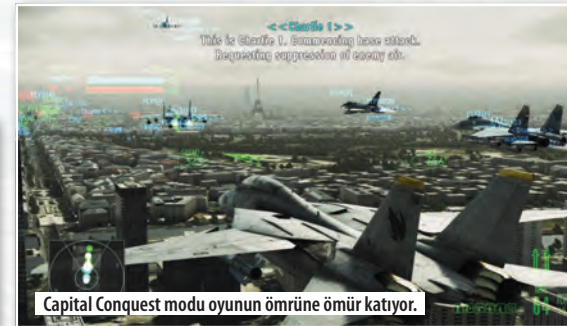 <<Charlie 1>>
This is Charlie 1. Commencing base attack.
Requesting suppression of enemy air.
Capital Conquest modu oyunun ömrüne ömür katıyor.